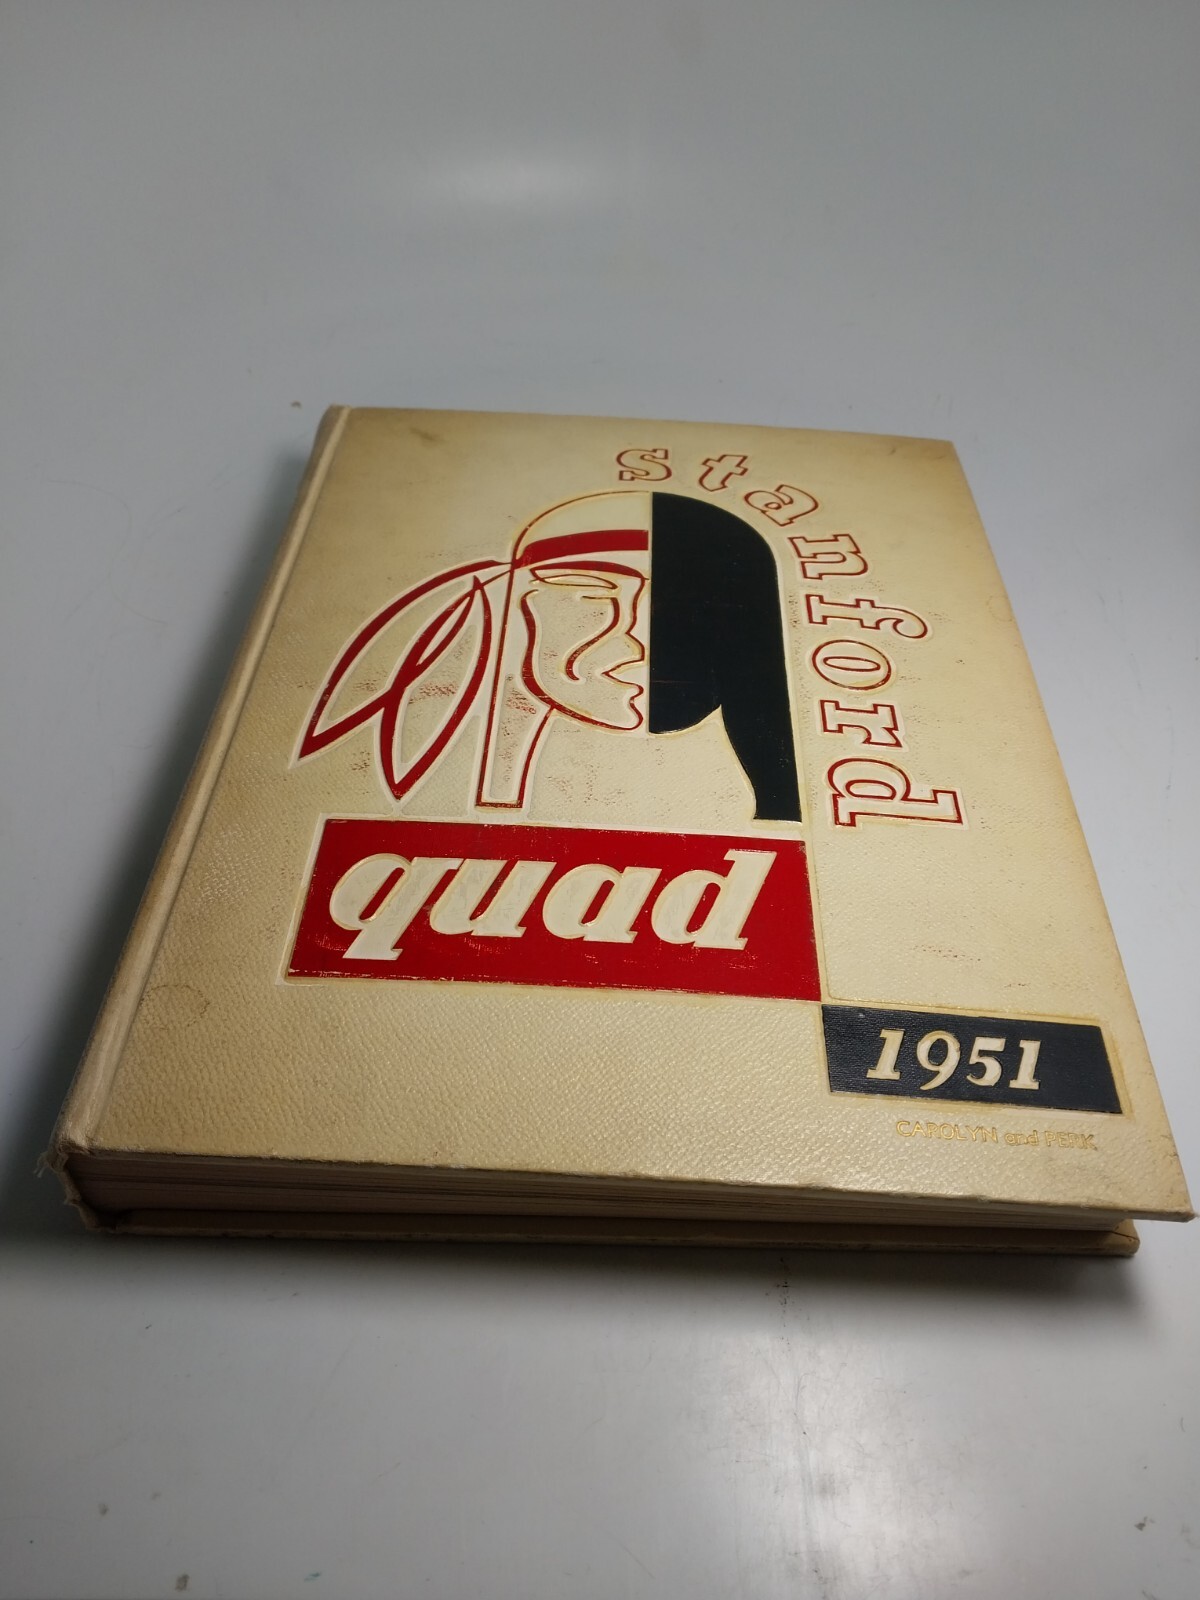 stanford
quad
1951
CAROLYN and PERK